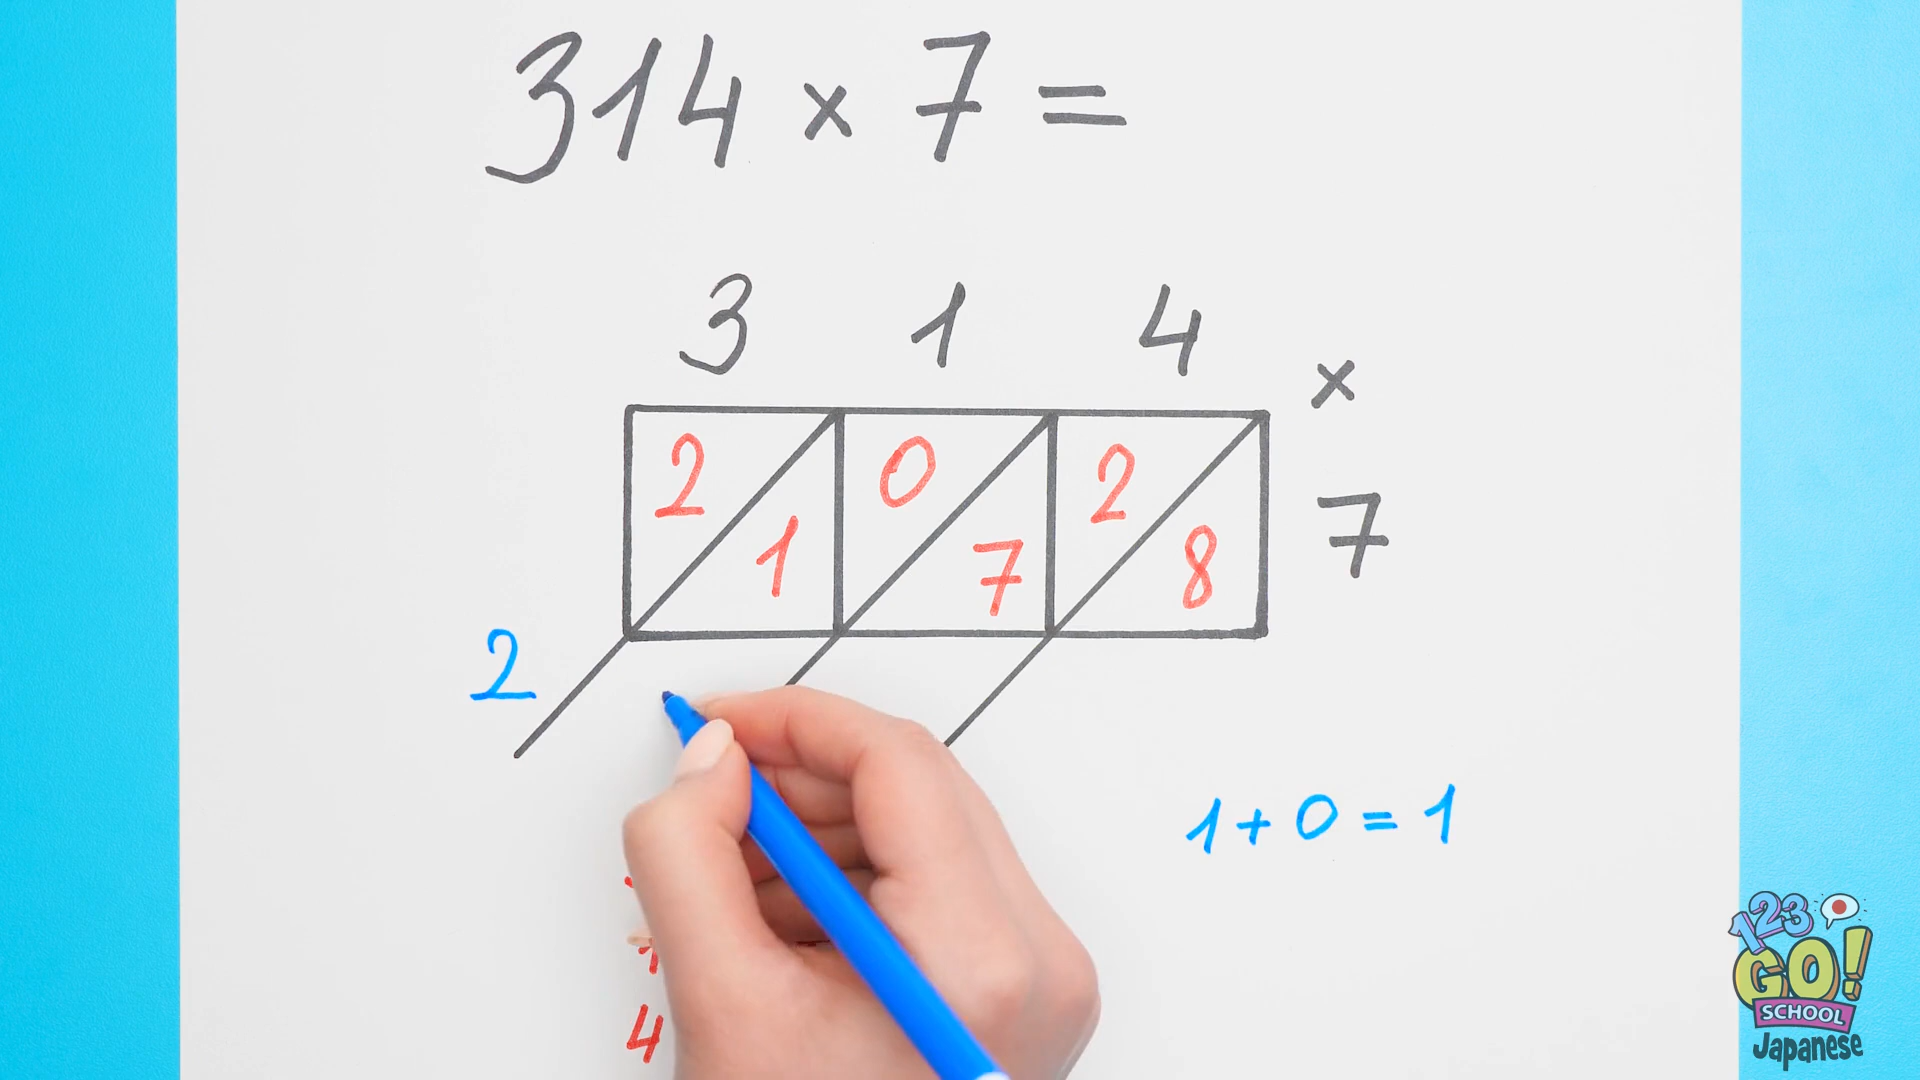 314 × 7 =
3 1 4 ×
2 0 2
1 7 8
7
2
1 + 0 = 1
4
123
GO!
SCHOOL
Japanese